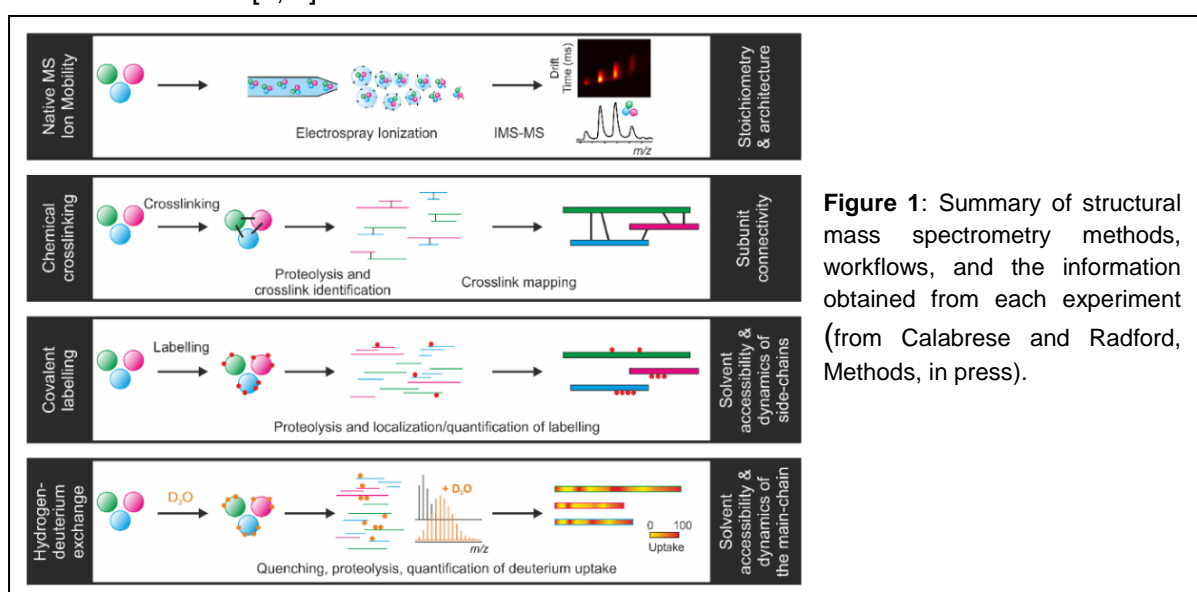 Native MS
Ion Mobility
Electrospray Ionization
IMS-MS
Drift
Time (ms)
m/z
Stoichiometry
& architecture
Chemical
crosslinking
Crosslinking
Proteolysis and
crosslink identification
Crosslink mapping
Subunit
connectivity
Covalent
labelling
Labelling
Proteolysis and localization/quantification of labelling
Solvent
accessibility &
dynamics of
side-chains
Hydrogen-
deuterium
exchange
D₂O
+ D₂O
m/z
0 100
Uptake
Quenching, proteolysis, quantification of deuterium uptake
Solvent
accessibility &
dynamics of
the main-chain
Figure 1: Summary of structural
mass spectrometry methods,
workflows, and the information
obtained from each experiment
(from Calabrese and Radford,
Methods, in press).